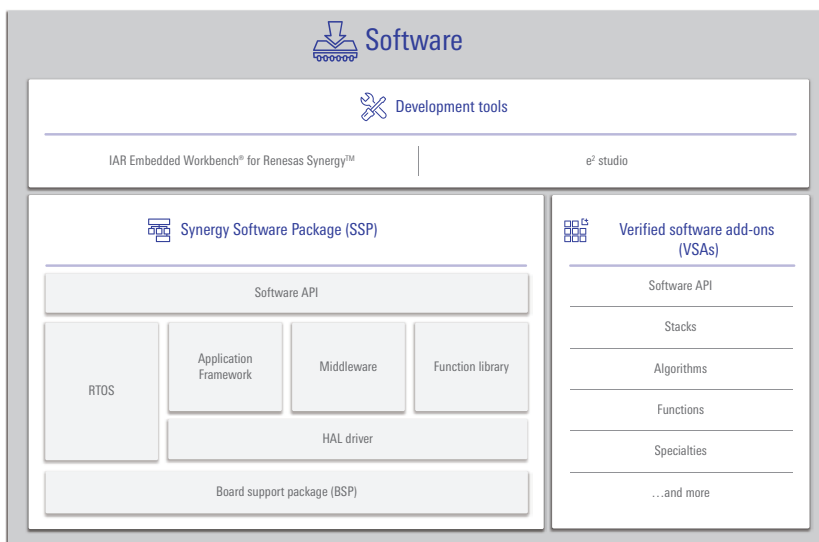 Software
Development tools
IAR Embedded Workbench® for Renesas Synergy™
e² studio
Synergy Software Package (SSP)
Software API
RTOS
Application
Framework
Middleware
Function library
HAL driver
Board support package (BSP)
Verified software add-ons
(VSAs)
Software API
Stacks
Algorithms
Functions
Specialties
…and more